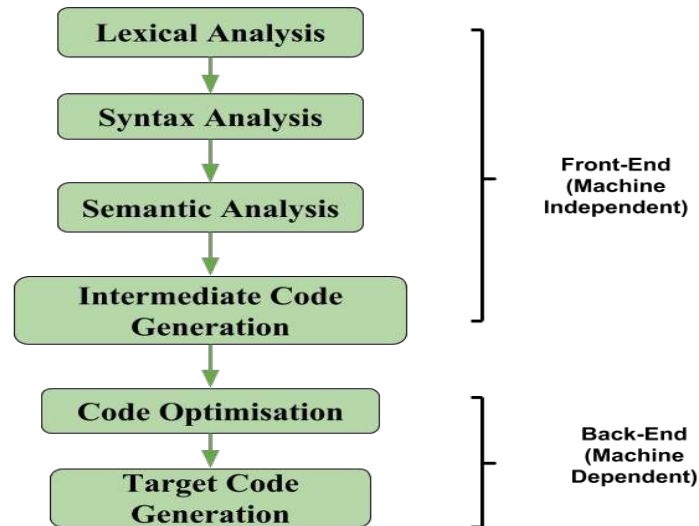 Lexical Analysis
Syntax Analysis
Semantic Analysis
Intermediate Code
Generation
Front-End
(Machine
Independent)
Code Optimisation
Target Code
Generation
Back-End
(Machine
Dependent)